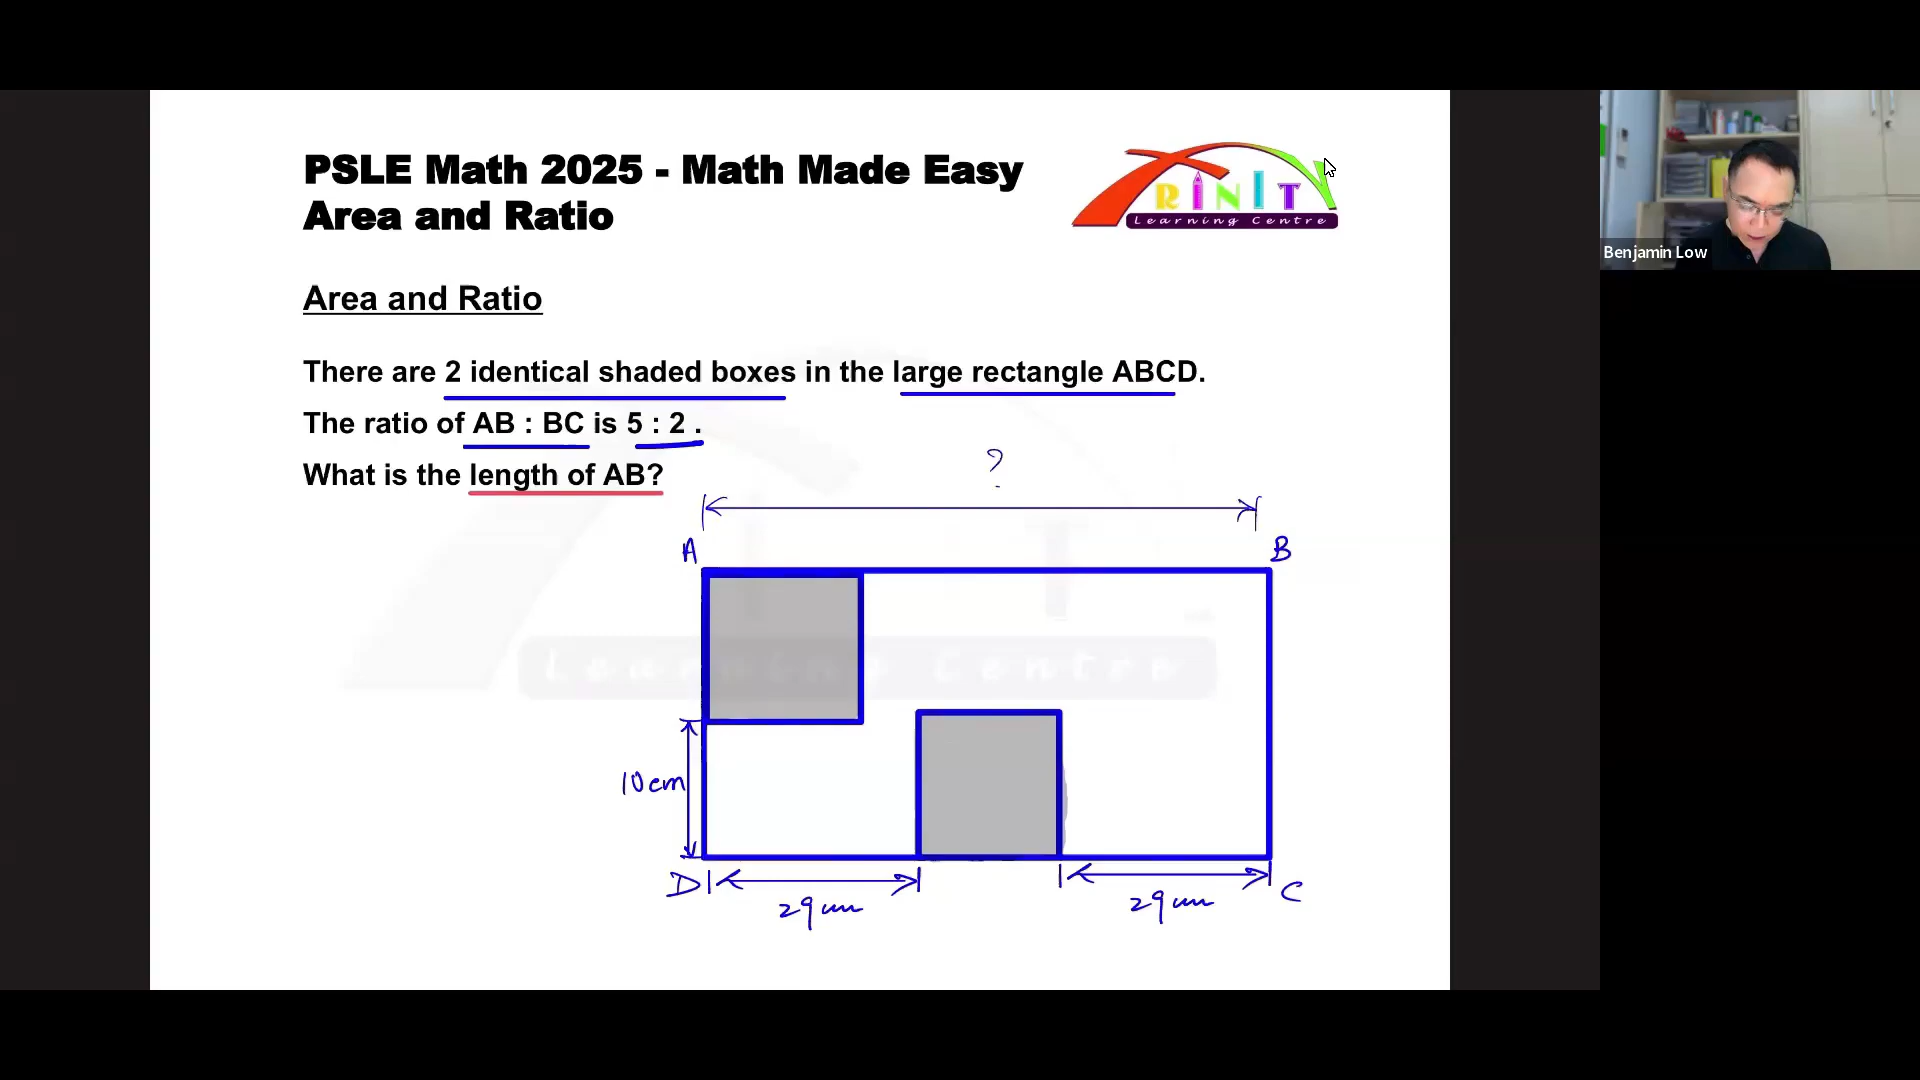 PSLE Math 2025 - Math Made Easy
Area and Ratio
TRINITY
Learning Centre
Benjamin Low
Area and Ratio
There are 2 identical shaded boxes in the large rectangle ABCD.
The ratio of AB : BC is 5 : 2 .
What is the length of AB?
?
A
B
Learning Centre
10cm
D
29cm
29cm
C